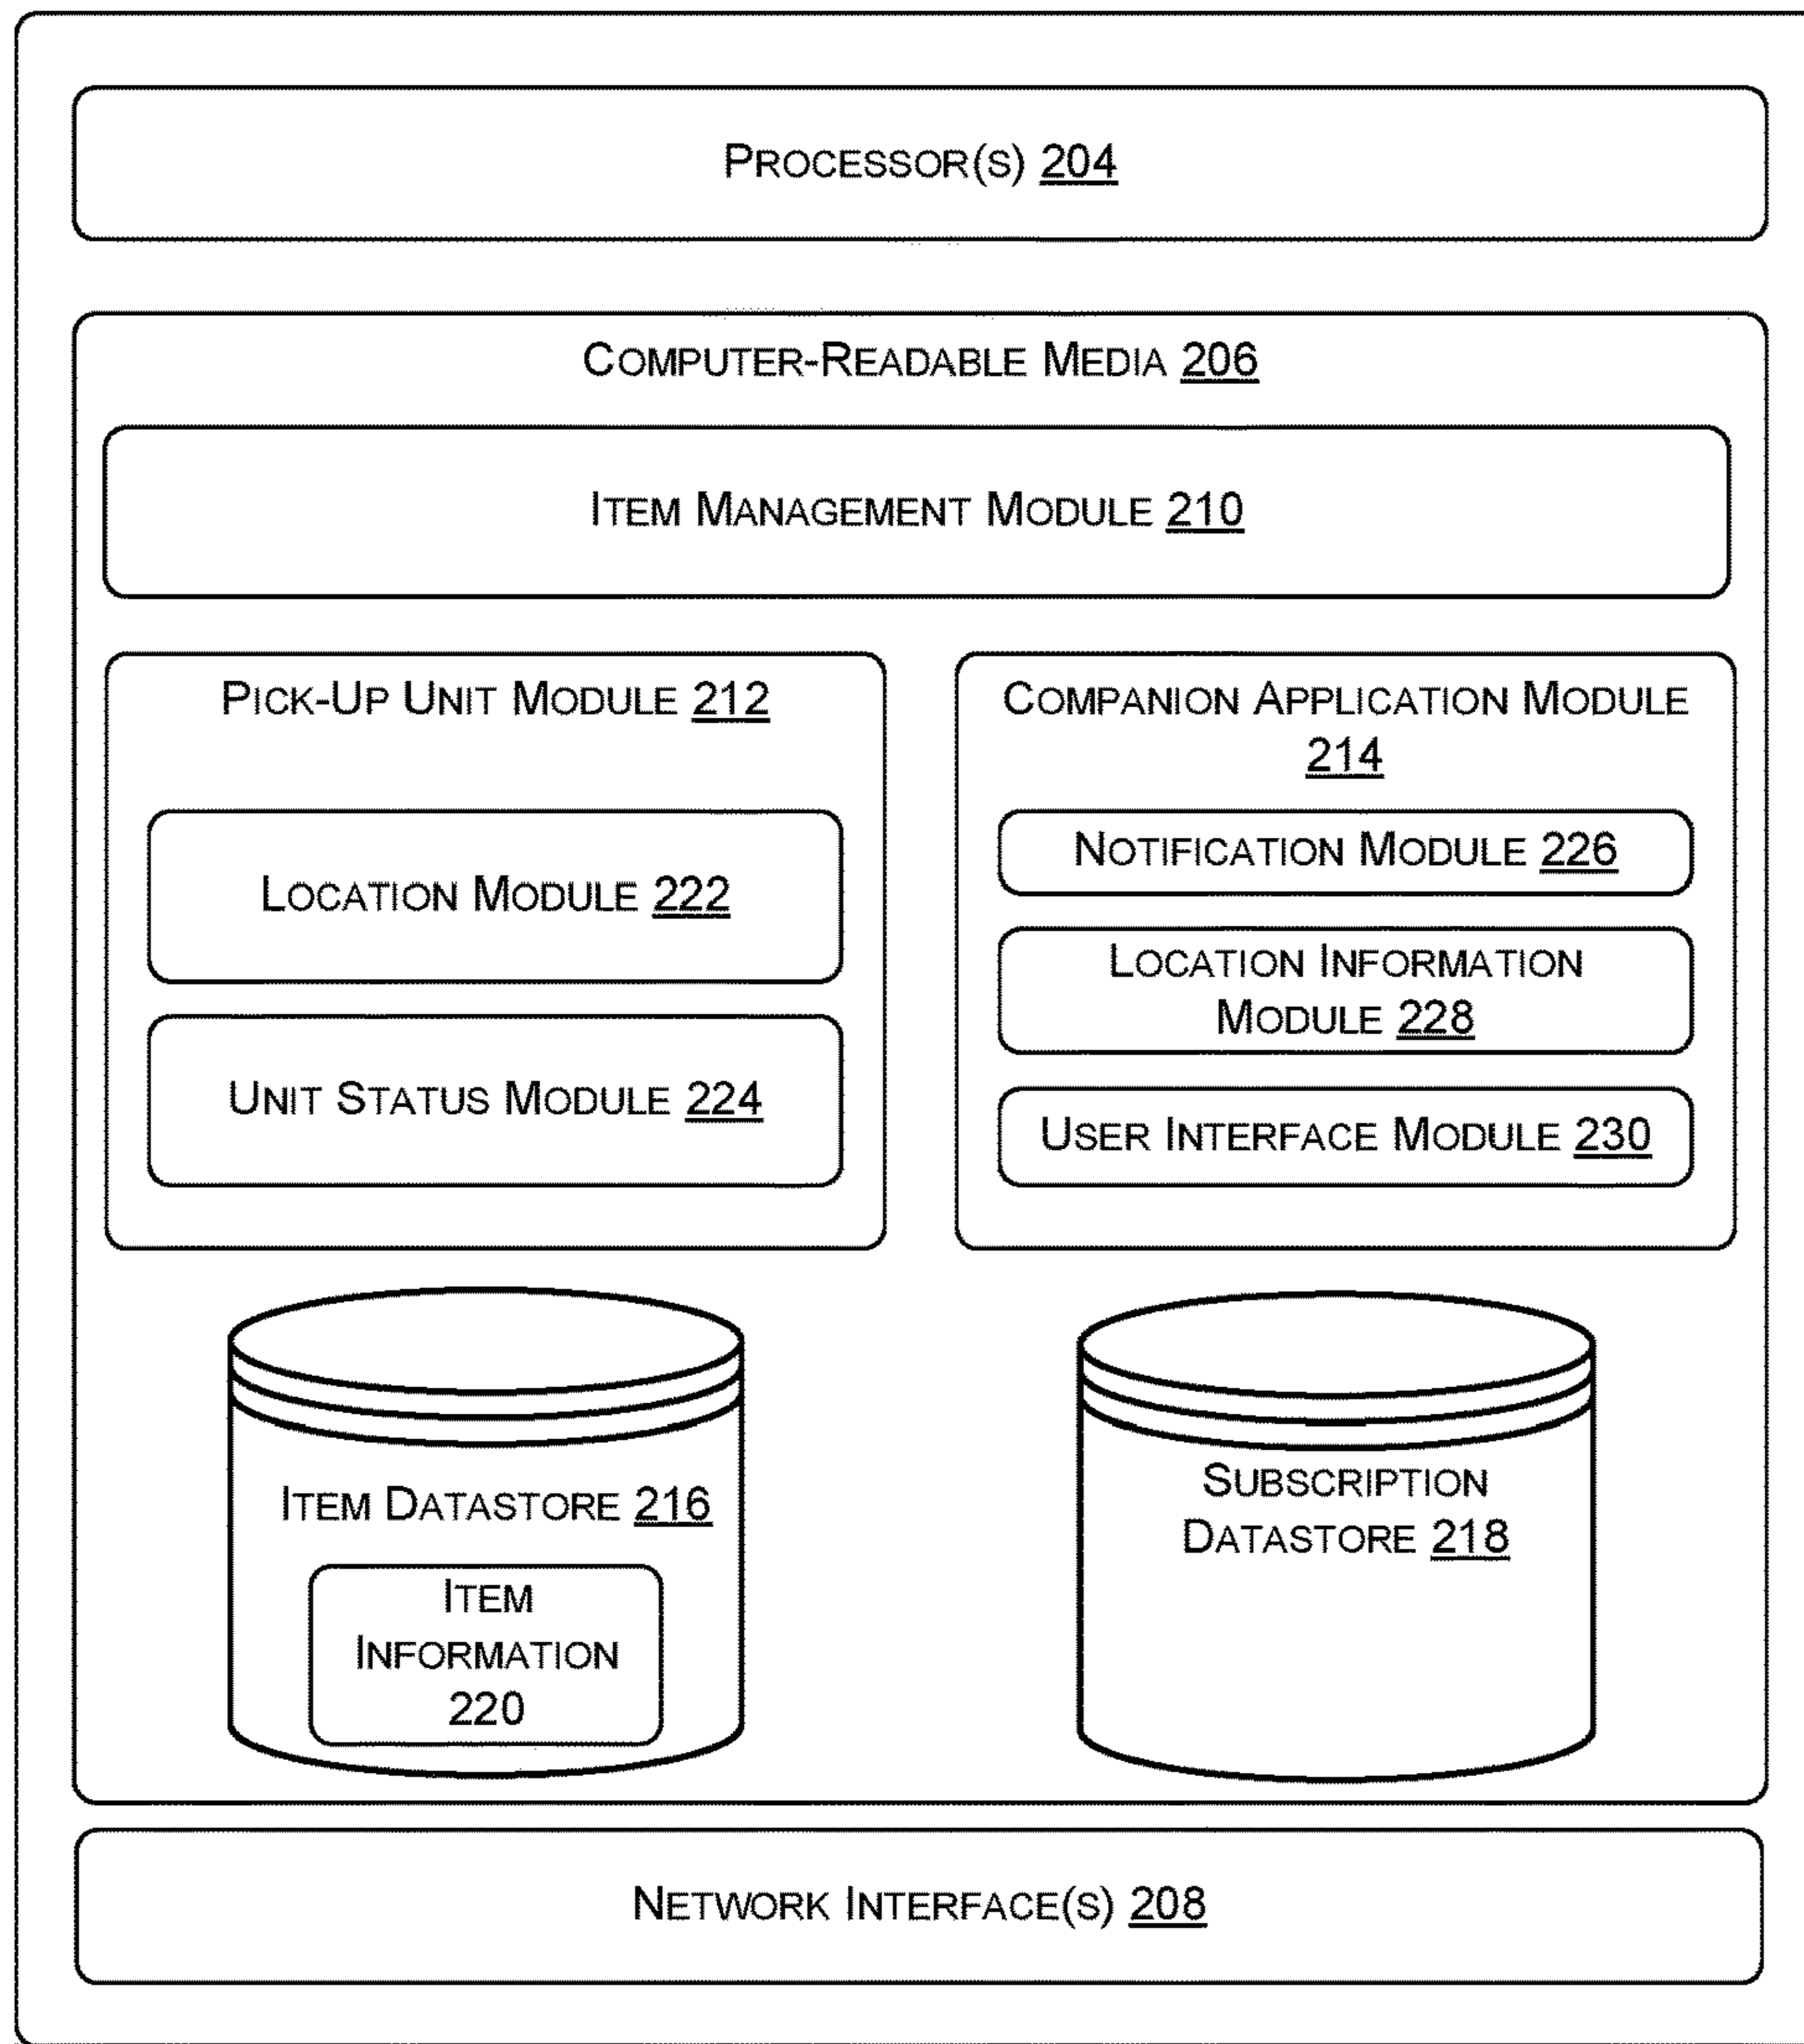 PROCESSOR(S) 204
COMPUTER-READABLE MEDIA 206
ITEM MANAGEMENT MODULE 210
PICK-UP UNIT MODULE 212
LOCATION MODULE 222
UNIT STATUS MODULE 224
COMPANION APPLICATION MODULE
214
NOTIFICATION MODULE 226
LOCATION INFORMATION
MODULE 228
USER INTERFACE MODULE 230
ITEM DATASTORE 216
ITEM
INFORMATION
220
SUBSCRIPTION
DATASTORE 218
NETWORK INTERFACE(S) 208